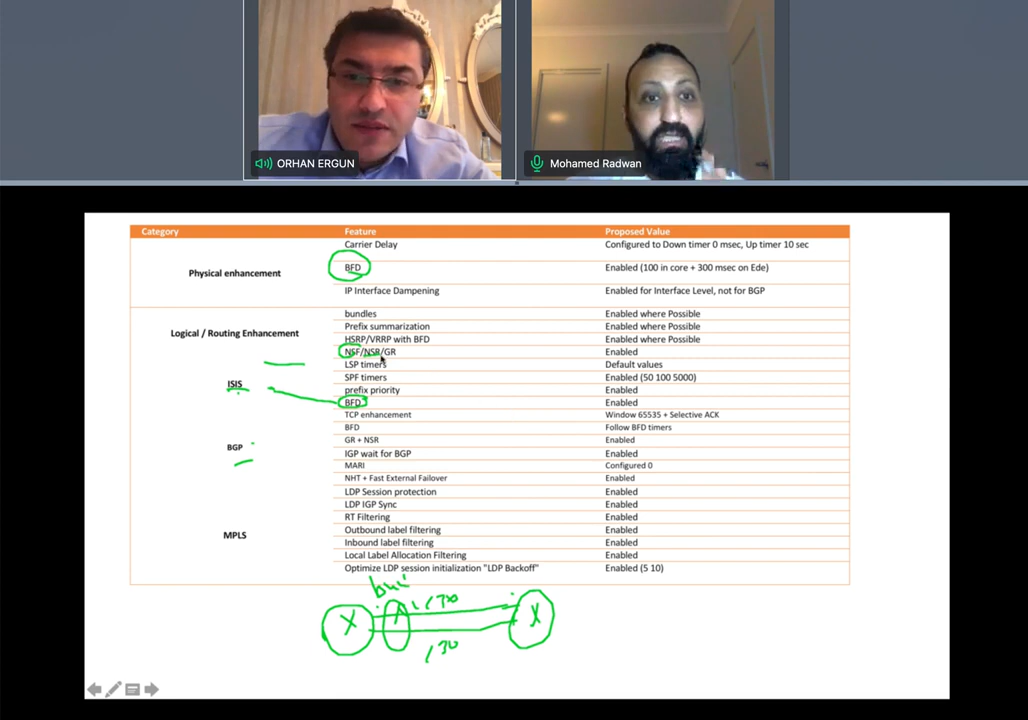 ORHAN ERGUN
Mohamed Radwan
Category Feature Proposed Value
Carrier Delay Configured to Down timer 0 msec, Up timer 10 sec
Physical enhancement BFD Enabled (100 in core + 300 msec on Ede)
IP Interface Dampening Enabled for Interface Level, not for BGP
bundles Enabled where Possible
Prefix summarization Enabled where Possible
Logical / Routing Enhancement HSRP/VRRP with BFD Enabled where Possible
NSF/NSR/GR Enabled
LSP timers Default values
SPF timers Enabled (50 100 5000)
ISIS prefix priority Enabled
BFD Enabled
TCP enhancement Window 65535 + Selective ACK
BFD Follow BFD timers
GR + NSR Enabled
BGP IGP wait for BGP Enabled
MARI Configured 0
NHT + Fast External Failover Enabled
LDP Session protection Enabled
LDP IGP Sync Enabled
RT Filtering Enabled
MPLS Outbound label filtering Enabled
Inbound label filtering Enabled
Local Label Allocation Filtering Enabled
Optimize LDP session initialization "LDP Backoff" Enabled (5 10)
X /30 X
/30